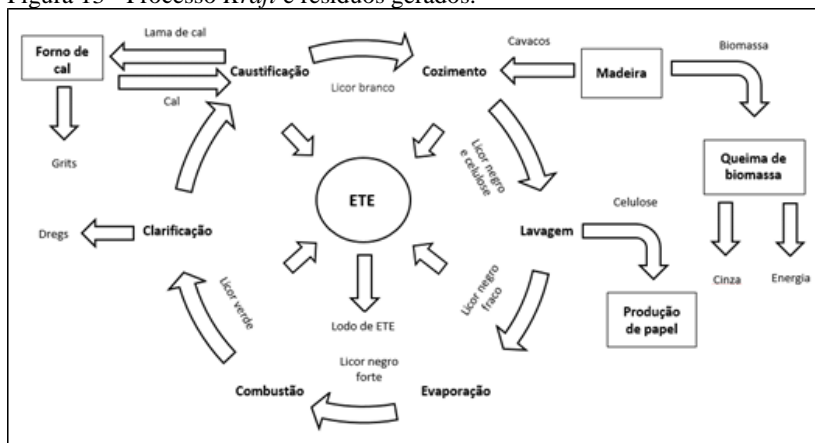 Figura 13 - Processo Kraft e resíduos gerados.
Lama de cal
Forno de
cal
Caustificação
Cal
Grits
Licor branco
Cozimento
Cavacos
Madeira
Biomassa
Queima de
biomassa
Cinza
Energia
Licor negro
e celulose
ETE
Lodo de ETE
Dregs
Clarificação
Lavagem
Celulose
Produção
de papel
Licor verde
Licor negro
fraco
Licor negro
forte
Combustão
Evaporação